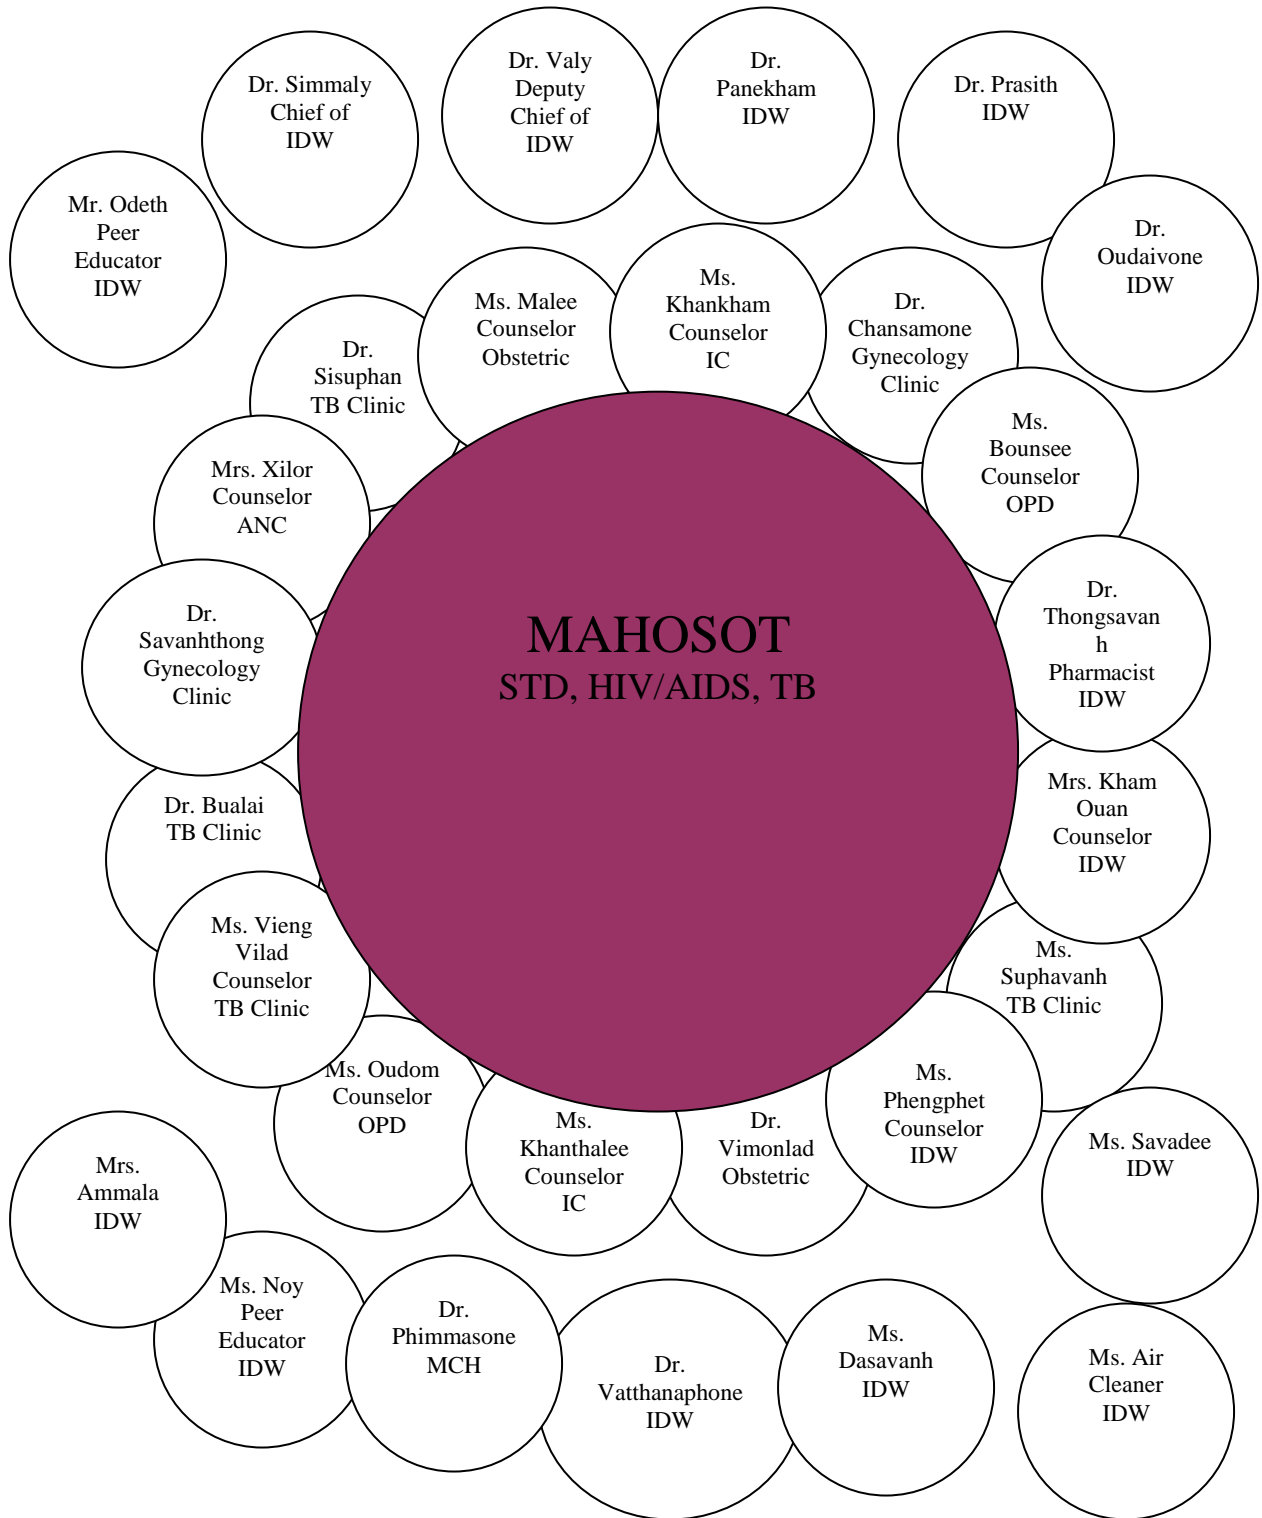 Dr. Simmaly
Chief of
IDW
Dr. Valy
Deputy
Chief of
IDW
Dr.
Panekham
IDW
Dr. Prasith
IDW
Mr. Odeth
Peer
Educator
IDW
Dr.
Oudaivone
IDW
Dr.
Sisuphan
TB Clinic
Ms. Malee
Counselor
Obstetric
Ms.
Khankham
Counselor
IC
Dr.
Chansamone
Gynecology
Clinic
Mrs. Xilor
Counselor
ANC
Ms.
Bounsee
Counselor
OPD
Dr.
Savanhthong
Gynecology
Clinic
MAHOSOT
STD, HIV/AIDS, TB
Dr.
Thongsavan
h
Pharmacist
IDW
Dr. Bualai
TB Clinic
Mrs. Kham
Ouan
Counselor
IDW
Ms. Vieng
Vilad
Counselor
TB Clinic
Ms.
Suphavanh
TB Clinic
Ms. Oudom
Counselor
OPD
Ms.
Khanthalee
Counselor
IC
Dr.
Vimonlad
Obstetric
Ms.
Phengphet
Counselor
IDW
Mrs.
Ammala
IDW
Ms. Savadee
IDW
Ms. Noy
Peer
Educator
IDW
Dr.
Phimmasone
MCH
Dr.
Vatthanaphone
IDW
Ms.
Dasavanh
IDW
Ms. Air
Cleaner
IDW